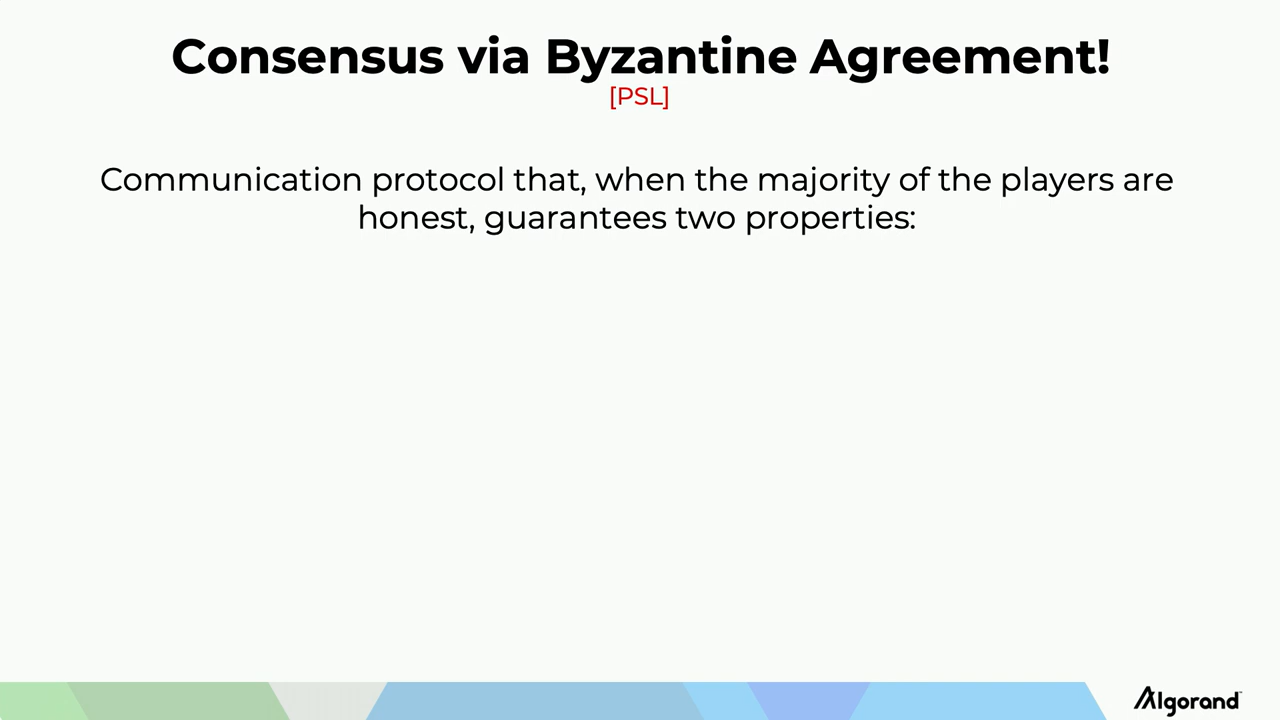 Consensus via Byzantine Agreement!
[PSL]
Communication protocol that, when the majority of the players are
honest, guarantees two properties:
Algorand™